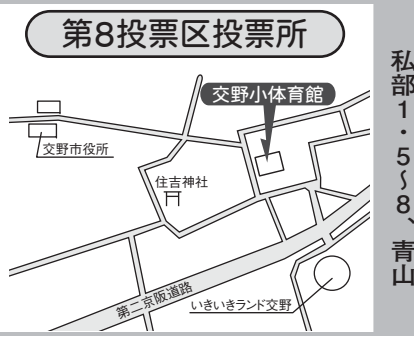 第8投票区投票所
交野小体育館
交野市役所
住吉神社
第二京阪道路
いきいきランド交野
私部1・5～8、青山